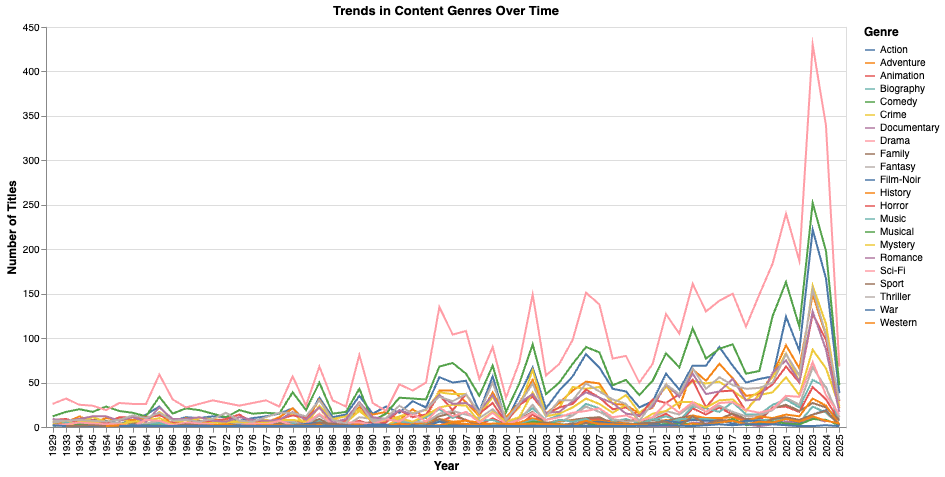 Trends in Content Genres Over Time
Number of Titles
450
400
350
300
250
200
150
100
50
0
1929
1933
1934
1945
1954
1955
1961
1964
1965
1966
1968
1969
1971
1972
1973
1976
1977
1979
1981
1983
1985
1986
1988
1989
1990
1991
1992
1993
1994
1995
1996
1997
1998
1999
2000
2001
2002
2003
2004
2005
2006
2007
2008
2009
2010
2011
2012
2013
2014
2015
2016
2017
2018
2019
2020
2021
2022
2023
2024
2025
Year
Genre
Action
Adventure
Animation
Biography
Comedy
Crime
Documentary
Drama
Family
Fantasy
Film-Noir
History
Horror
Music
Musical
Mystery
Romance
Sci-Fi
Sport
Thriller
War
Western